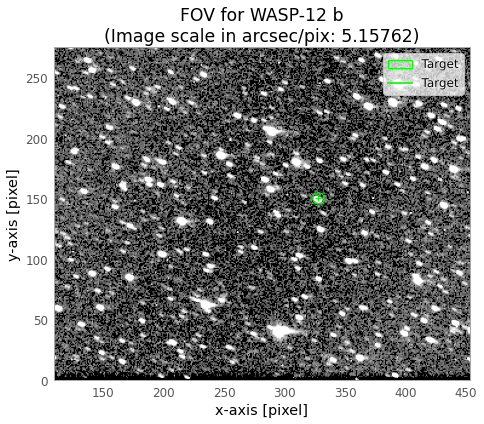 FOV for WASP-12 b
(Image scale in arcsec/pix: 5.15762)
Target
Target
250
200
150
100
50
0
y-axis [pixel]
150
200
250
300
350
400
450
x-axis [pixel]